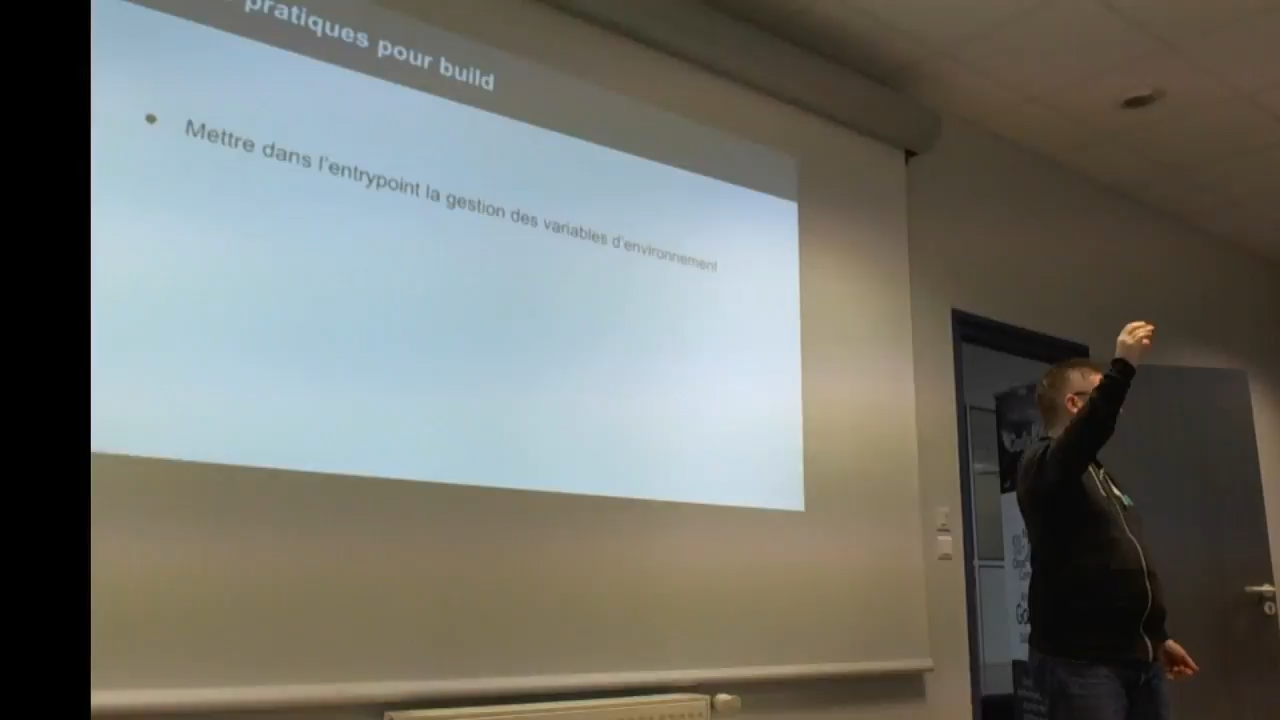 pratiques pour build
Mettre dans l'entrypoint la gestion des variables d'environnement